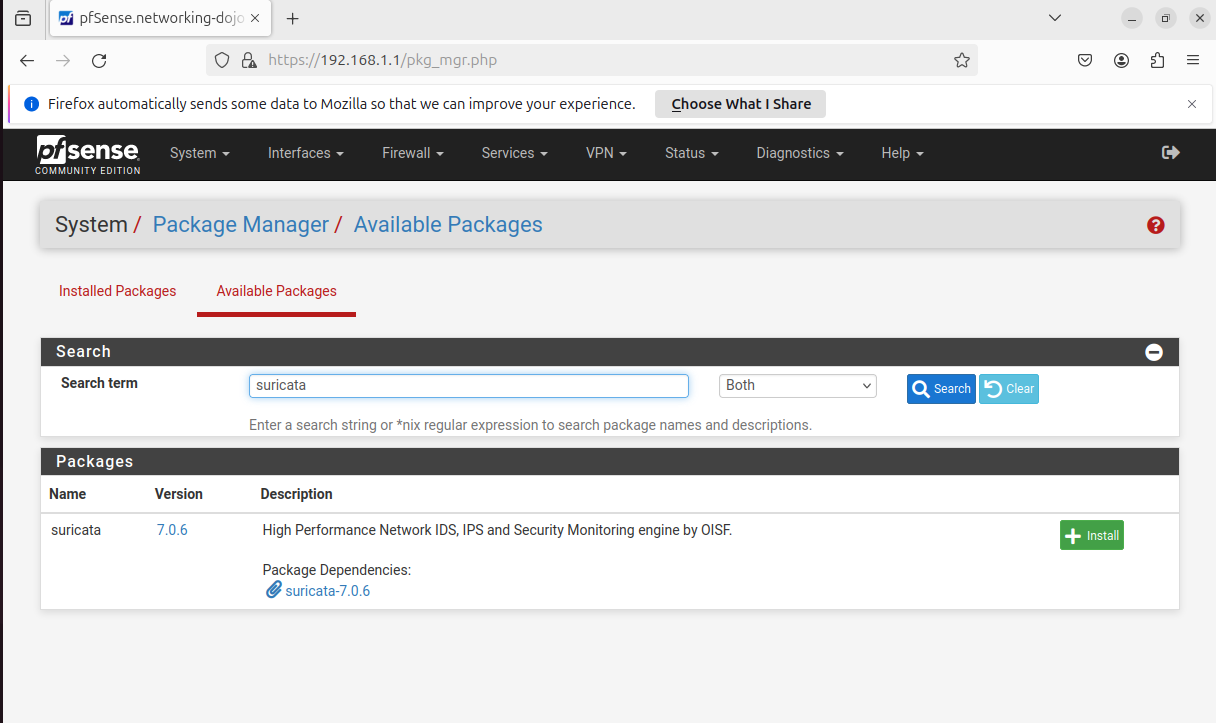 pfSense.networking-dojo
https://192.168.1.1/pkg_mgr.php
Firefox automatically sends some data to Mozilla so that we can improve your experience. Choose What I Share
pfsense
COMMUNITY EDITION
System Interfaces Firewall Services VPN Status Diagnostics Help
System / Package Manager / Available Packages
Installed Packages Available Packages
Search
Search term suricata Both Search Clear
Enter a search string or *nix regular expression to search package names and descriptions.
Packages
Name Version Description
suricata 7.0.6 High Performance Network IDS, IPS and Security Monitoring engine by OISF. Install
Package Dependencies:
suricata-7.0.6